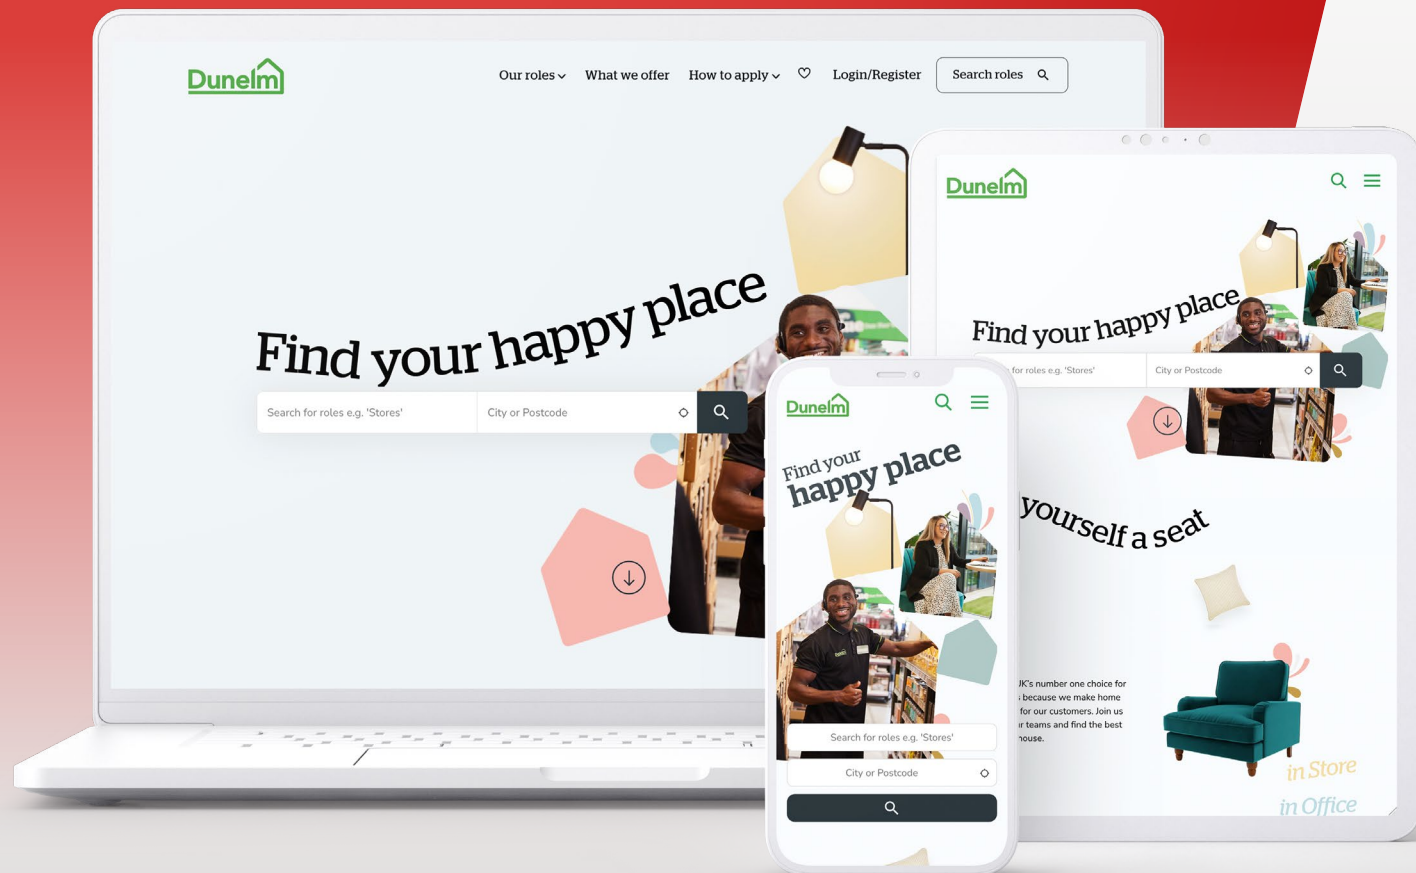 Dunelm
Our roles
What we offer
How to apply
Login/Register
Search roles
Find your happy place
Search for roles e.g. 'Stores'
City or Postcode
Dunelm
Find your happy place
for roles e.g. 'Stores'
City or Postcode
yourself a seat
UK's number one choice for
because we make home
for our customers. Join us
teams and find the best
house.
in Store
in Office
Dunelm
Find your
happy place
Search for roles e.g. 'Stores'
City or Postcode